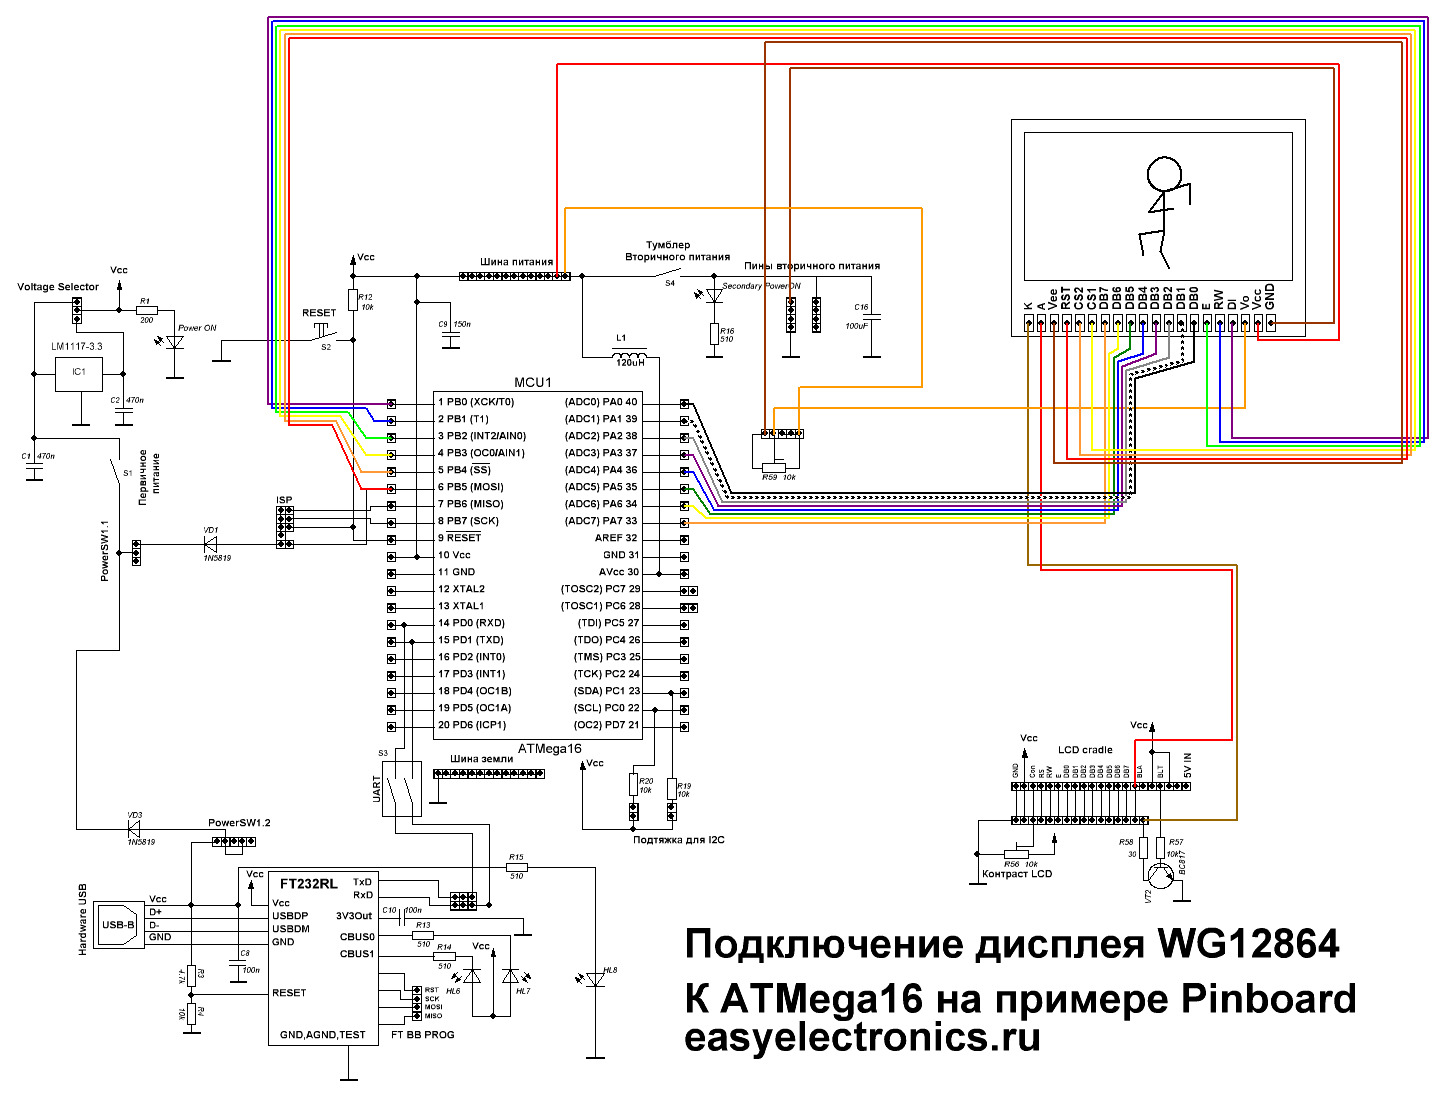 Vcc
Voltage Selector
R1
200
Power ON
LM1117-3.3
IC1
C2
470n
C1
470n
S1
Первичное
питание
PowerSW1.1
VD1
1N5819
ISP
RESET
S2
Vcc
R12
10k
C9
150n
Шина питания
Тумблер
Вторичного питания
S4
Secondary PowerON
R16
510
Пины вторичного питания
C16
100uF
L1
120uH
R59
10k
K
A
Vee
RST
CS2
CS1
DB7
DB6
DB5
DB4
DB3
DB2
DB1
DB0
E
RW
DI
Vo
Vcc
GND
MCU1
1 PB0 (XCK/T0)
2 PB1 (T1)
3 PB2 (INT2/AIN0)
4 PB3 (OC0/AIN1)
5 PB4 (SS)
6 PB5 (MOSI)
7 PB6 (MISO)
8 PB7 (SCK)
9 RESET
10 Vcc
11 GND
12 XTAL2
13 XTAL1
14 PD0 (RXD)
15 PD1 (TXD)
16 PD2 (INT0)
17 PD3 (INT1)
18 PD4 (OC1B)
19 PD5 (OC1A)
20 PD6 (ICP1)
(ADC0) PA0 40
(ADC1) PA1 39
(ADC2) PA2 38
(ADC3) PA3 37
(ADC4) PA4 36
(ADC5) PA5 35
(ADC6) PA6 34
(ADC7) PA7 33
AREF 32
GND 31
AVcc 30
(TOSC2) PC7 29
(TOSC1) PC6 28
(TDI) PC5 27
(TDO) PC4 26
(TMS) PC3 25
(TCK) PC2 24
(SDA) PC1 23
(SCL) PC0 22
(OC2) PD7 21
ATMega16
Шина земли
S3
UART
Vcc
R20
10k
R19
10k
Подтяжка для I2C
Vcc
Vcc
LCD cradle
GND
Con
RS
RW
E
DB0
DB1
DB2
DB3
DB4
DB5
DB6
DB7
BLA
BLT
5V IN
R56
10k
Контраст LCD
R58
30
R57
10k
BC817
VT2
VD3
1N5819
PowerSW1.2
Hardware USB
USB-B
Vcc
D+
D-
GND
Vcc
C8
100n
R3
4.7k
R4
10k
FT232RL
Vcc
USBDP
USBDM
GND
RESET
GND,AGND,TEST
TxD
RxD
3V3Out
CBUS0
CBUS1
C10
100n
R13
510
R14
510
R15
510
Vcc
HL6
HL7
HL8
RST
SCK
MOSI
MISO
FT BB PROG
Подключение дисплея WG12864
К ATMega16 на примере Pinboard
easyelectronics.ru